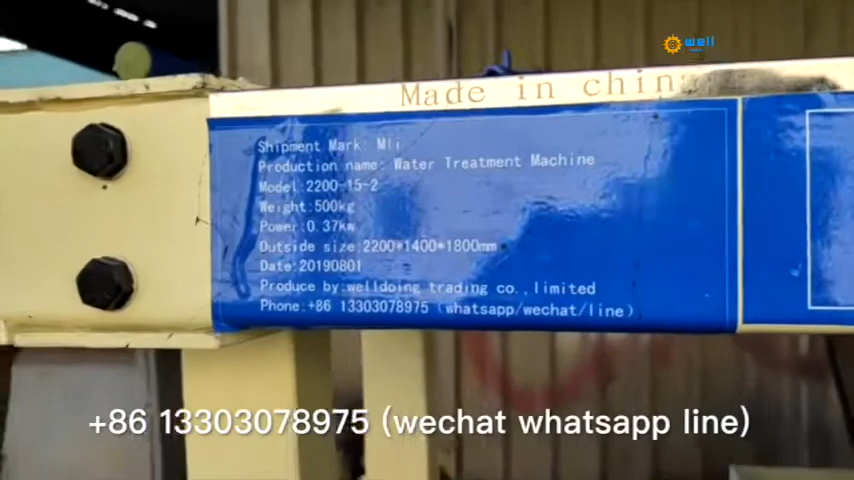 well
Made in china
Shipment Mark: Mli
Production name: Water Treatment Machine
Model:2200-15-2
Weight:500kg
Power:0.37kw
Outside size:2200*1400*1800mm
Date:20190801
Produce by:welldoing trading co.,limited
Phone:+86 13303078975 (whatsapp/wechat/line)
+86 13303078975 (wechat whatsapp line)